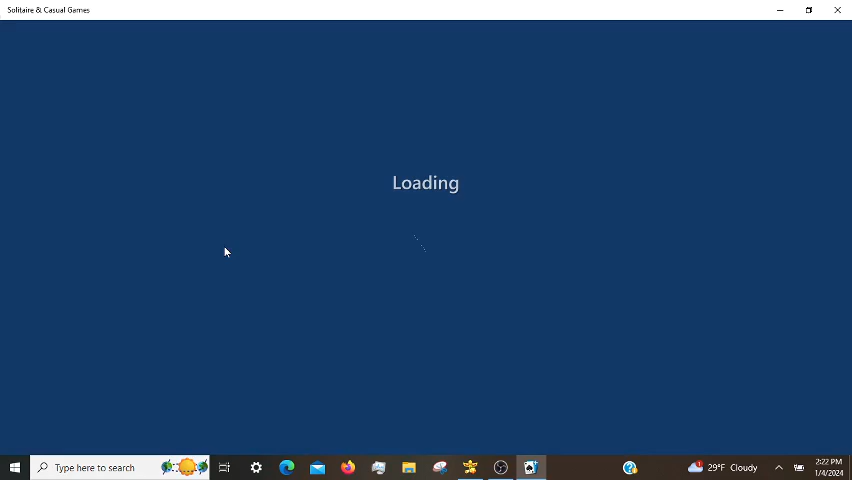 Solitaire & Casual Games
Loading
Type here to search
29°F Cloudy
2:22 PM
1/4/2024